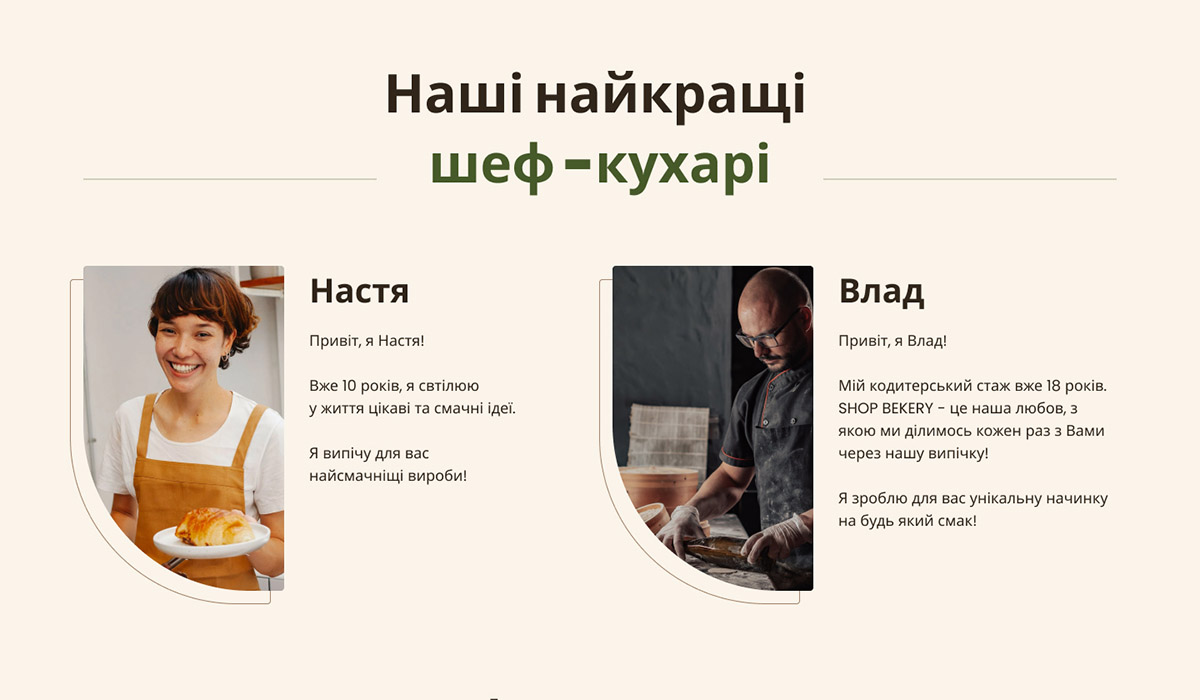 Наші найкращі
шеф-кухарі
Настя
Привіт, я Настя!
Вже 10 років, я свтілюю
у життя цікаві та смачні ідеї.
Я випічу для вас
найсмачніщі вироби!
Влад
Привіт, я Влад!
Мій кодитерський стаж вже 18 років.
SHOP BEKERY - це наша любов, з
якою ми ділимось кожен раз з Вами
через нашу випічку!
Я зроблю для вас унікальну начинку
на будь який смак!